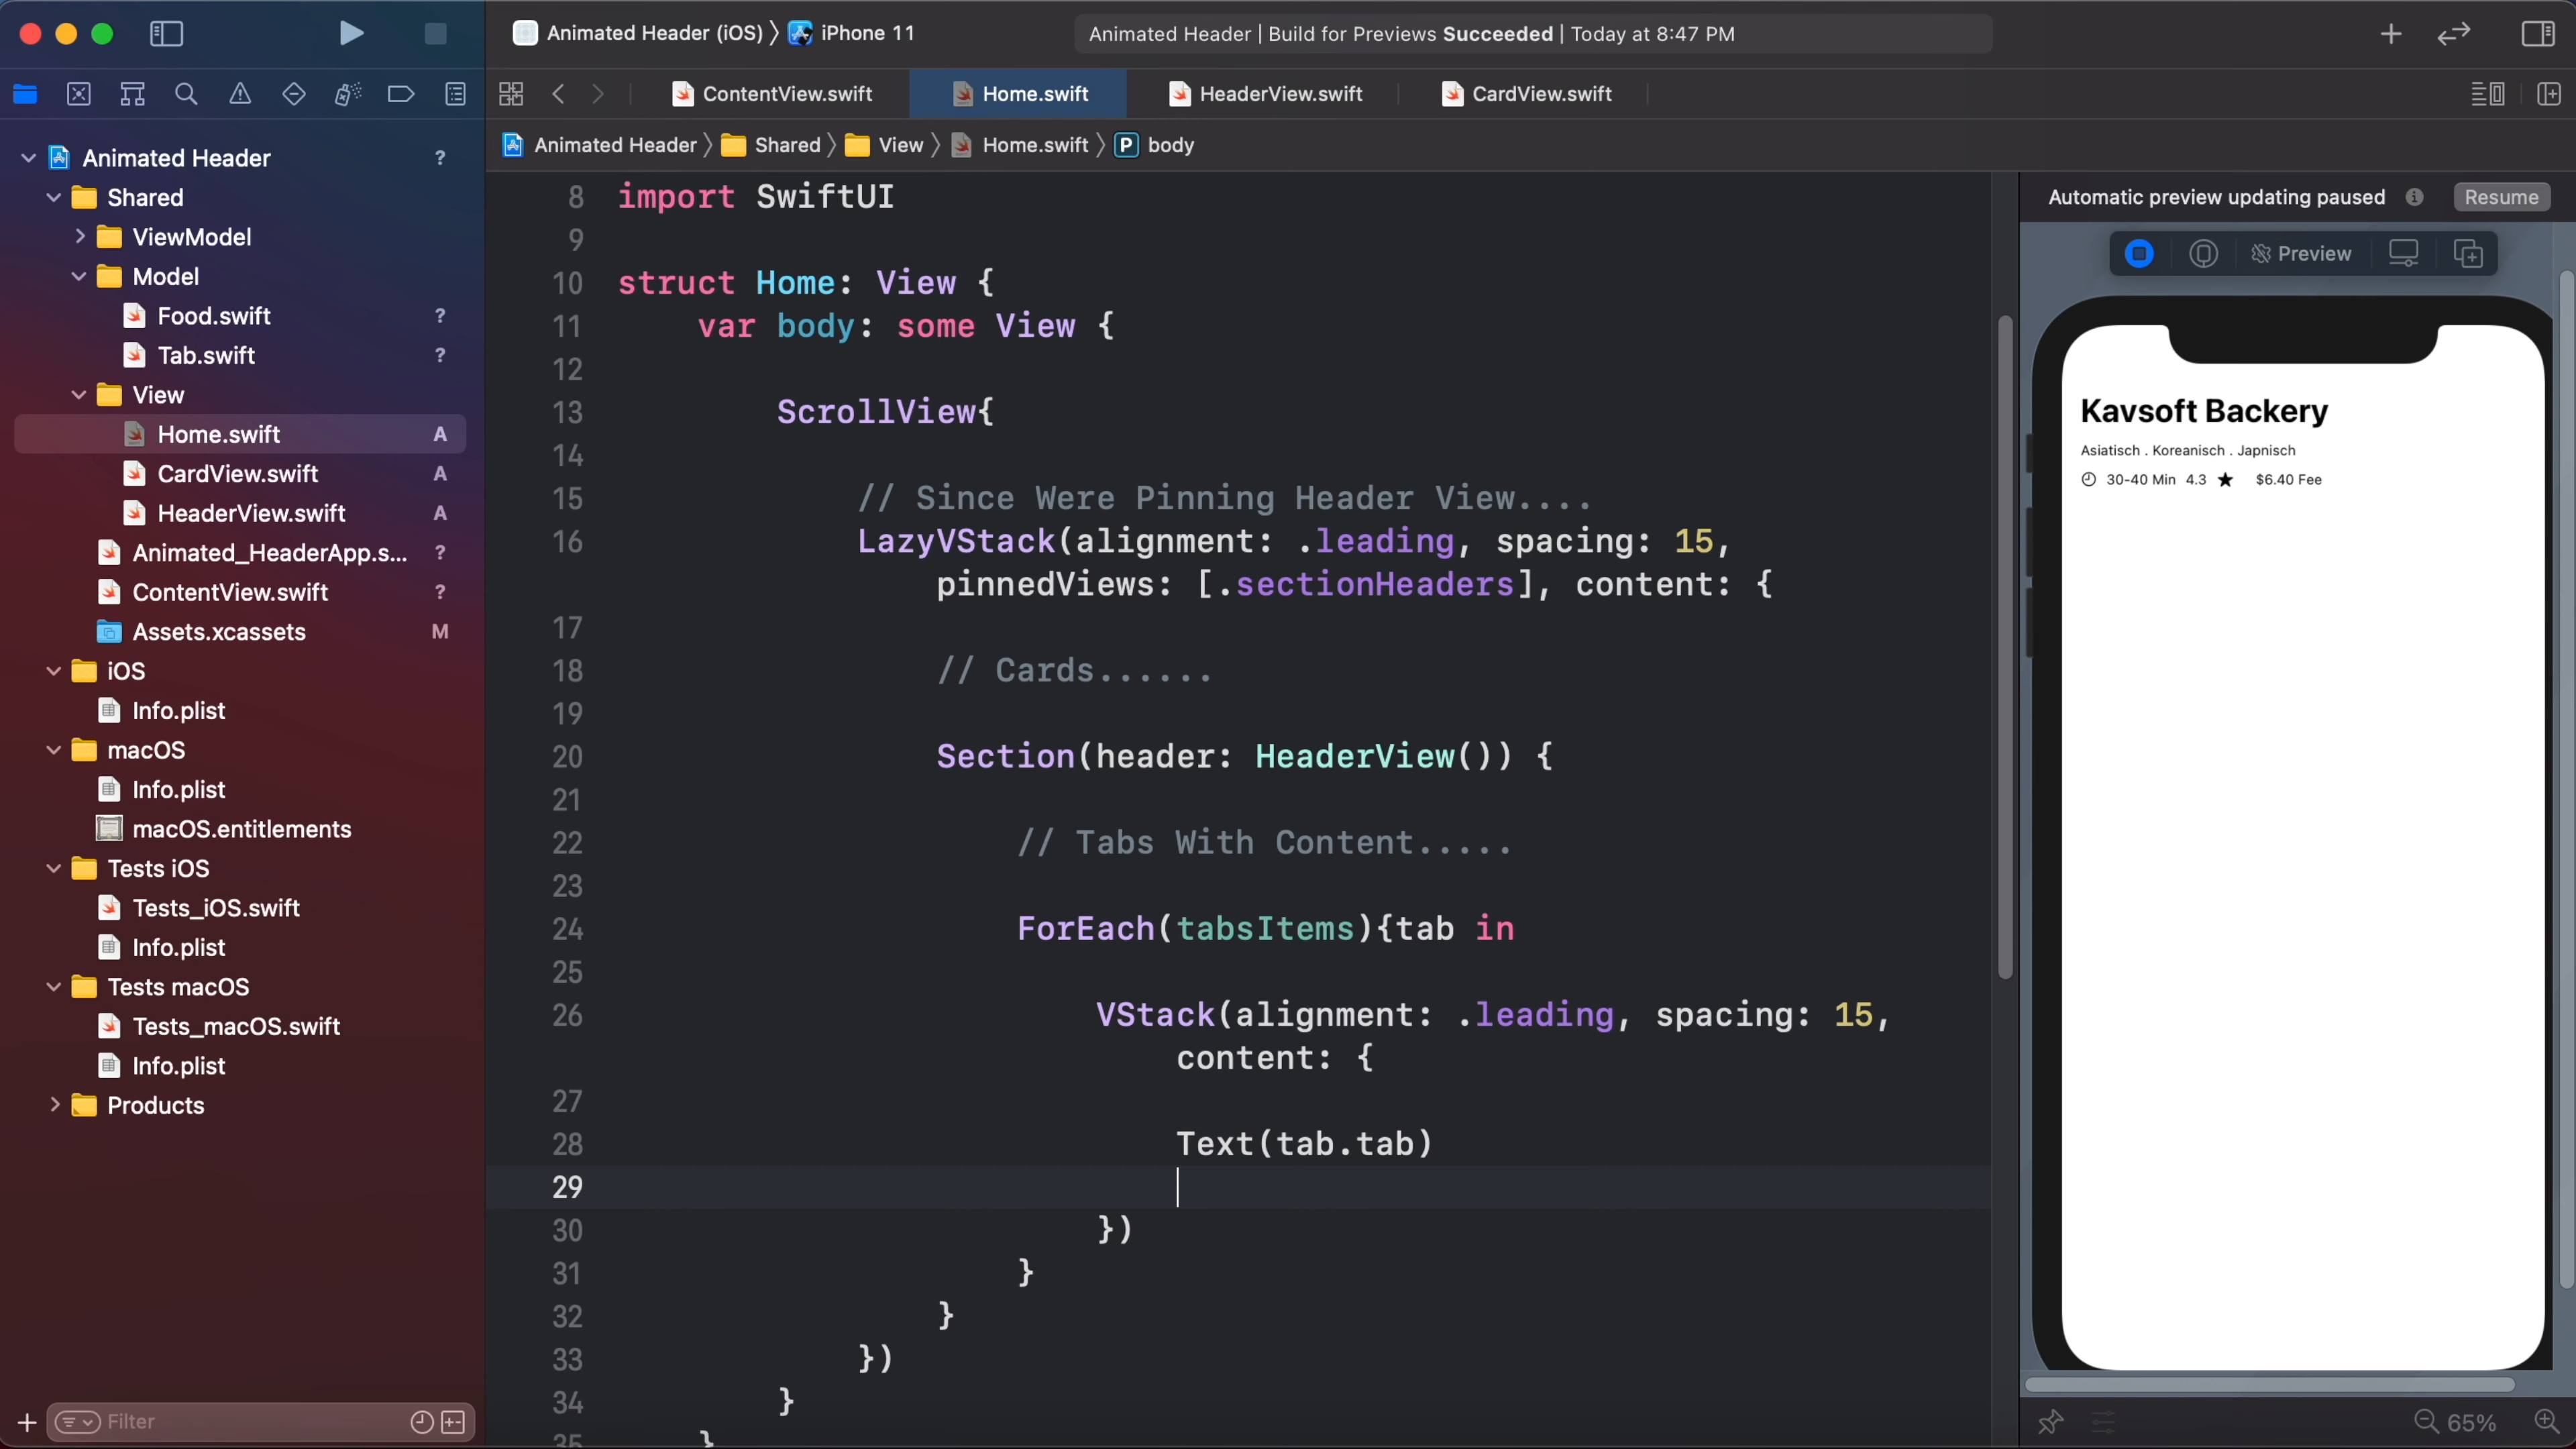 Animated Header (iOS) 〉 iPhone 11
Animated Header | Build for Previews Succeeded | Today at 8:47 PM
ContentView.swift
Home.swift
HeaderView.swift
CardView.swift
Animated Header 〉 Shared 〉 View 〉 Home.swift 〉 P body
Animated Header ?
Shared
ViewModel
Model
Food.swift ?
Tab.swift ?
View
Home.swift A
CardView.swift A
HeaderView.swift A
Animated_HeaderApp.s... ?
ContentView.swift ?
Assets.xcassets M
iOS
Info.plist
macOS
Info.plist
macOS.entitlements
Tests iOS
Tests_iOS.swift
Info.plist
Tests macOS
Tests_macOS.swift
Info.plist
Products
Filter
8 import SwiftUI
9
10 struct Home: View {
11 var body: some View {
12
13 ScrollView{
14
15 // Since Were Pinning Header View....
16 LazyVStack(alignment: .leading, spacing: 15,
pinnedViews: [.sectionHeaders], content: {
17
18 // Cards......
19
20 Section(header: HeaderView()) {
21
22 // Tabs With Content.....
23
24 ForEach(tabsItems){tab in
25
26 VStack(alignment: .leading, spacing: 15,
content: {
27
28 Text(tab.tab)
29
30 })
31 }
32 }
33 })
34 }
35 }
Automatic preview updating paused
Resume
Preview
Kavsoft Backery
Asiatisch . Koreanisch . Japnisch
30-40 Min 4.3 ★ $6.40 Fee
65%